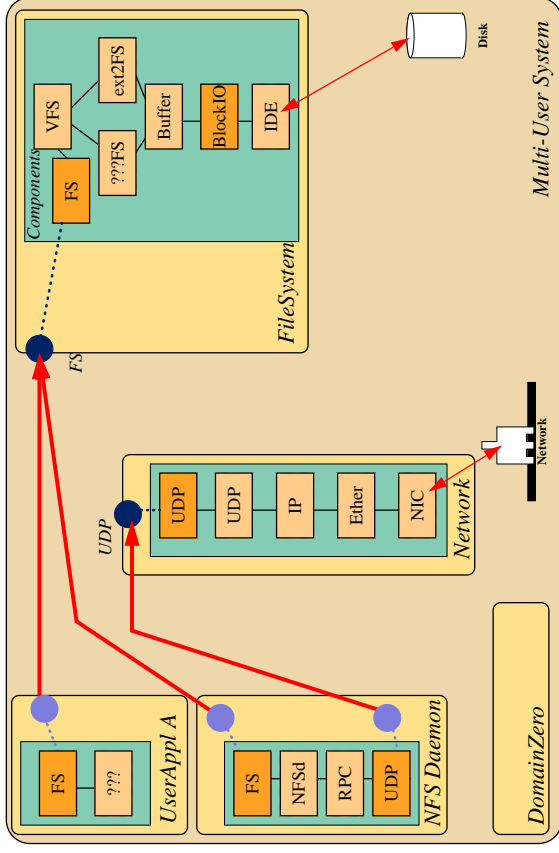 FS
???
UserAppl A
FS
NFSd
RPC
UDP
NFS Daemon
UDP
UDP
UDP
IP
Ether
NIC
Network
Network
FS
Components
FS
VFS
???FS
ext2FS
Buffer
BlockIO
IDE
FileSystem
Disk
DomainZero
Multi-User System